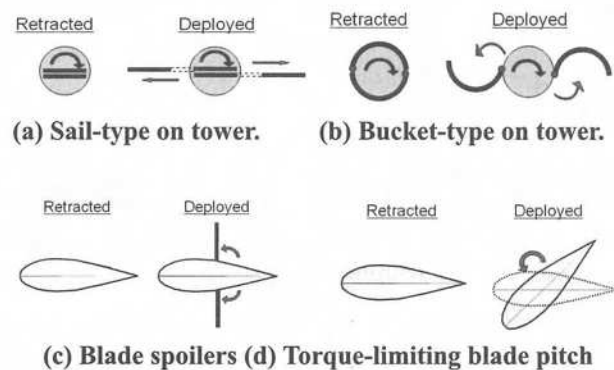 Retracted Deployed Retracted Deployed
(a) Sail-type on tower. (b) Bucket-type on tower.
Retracted Deployed Retracted Deployed
(c) Blade spoilers (d) Torque-limiting blade pitch